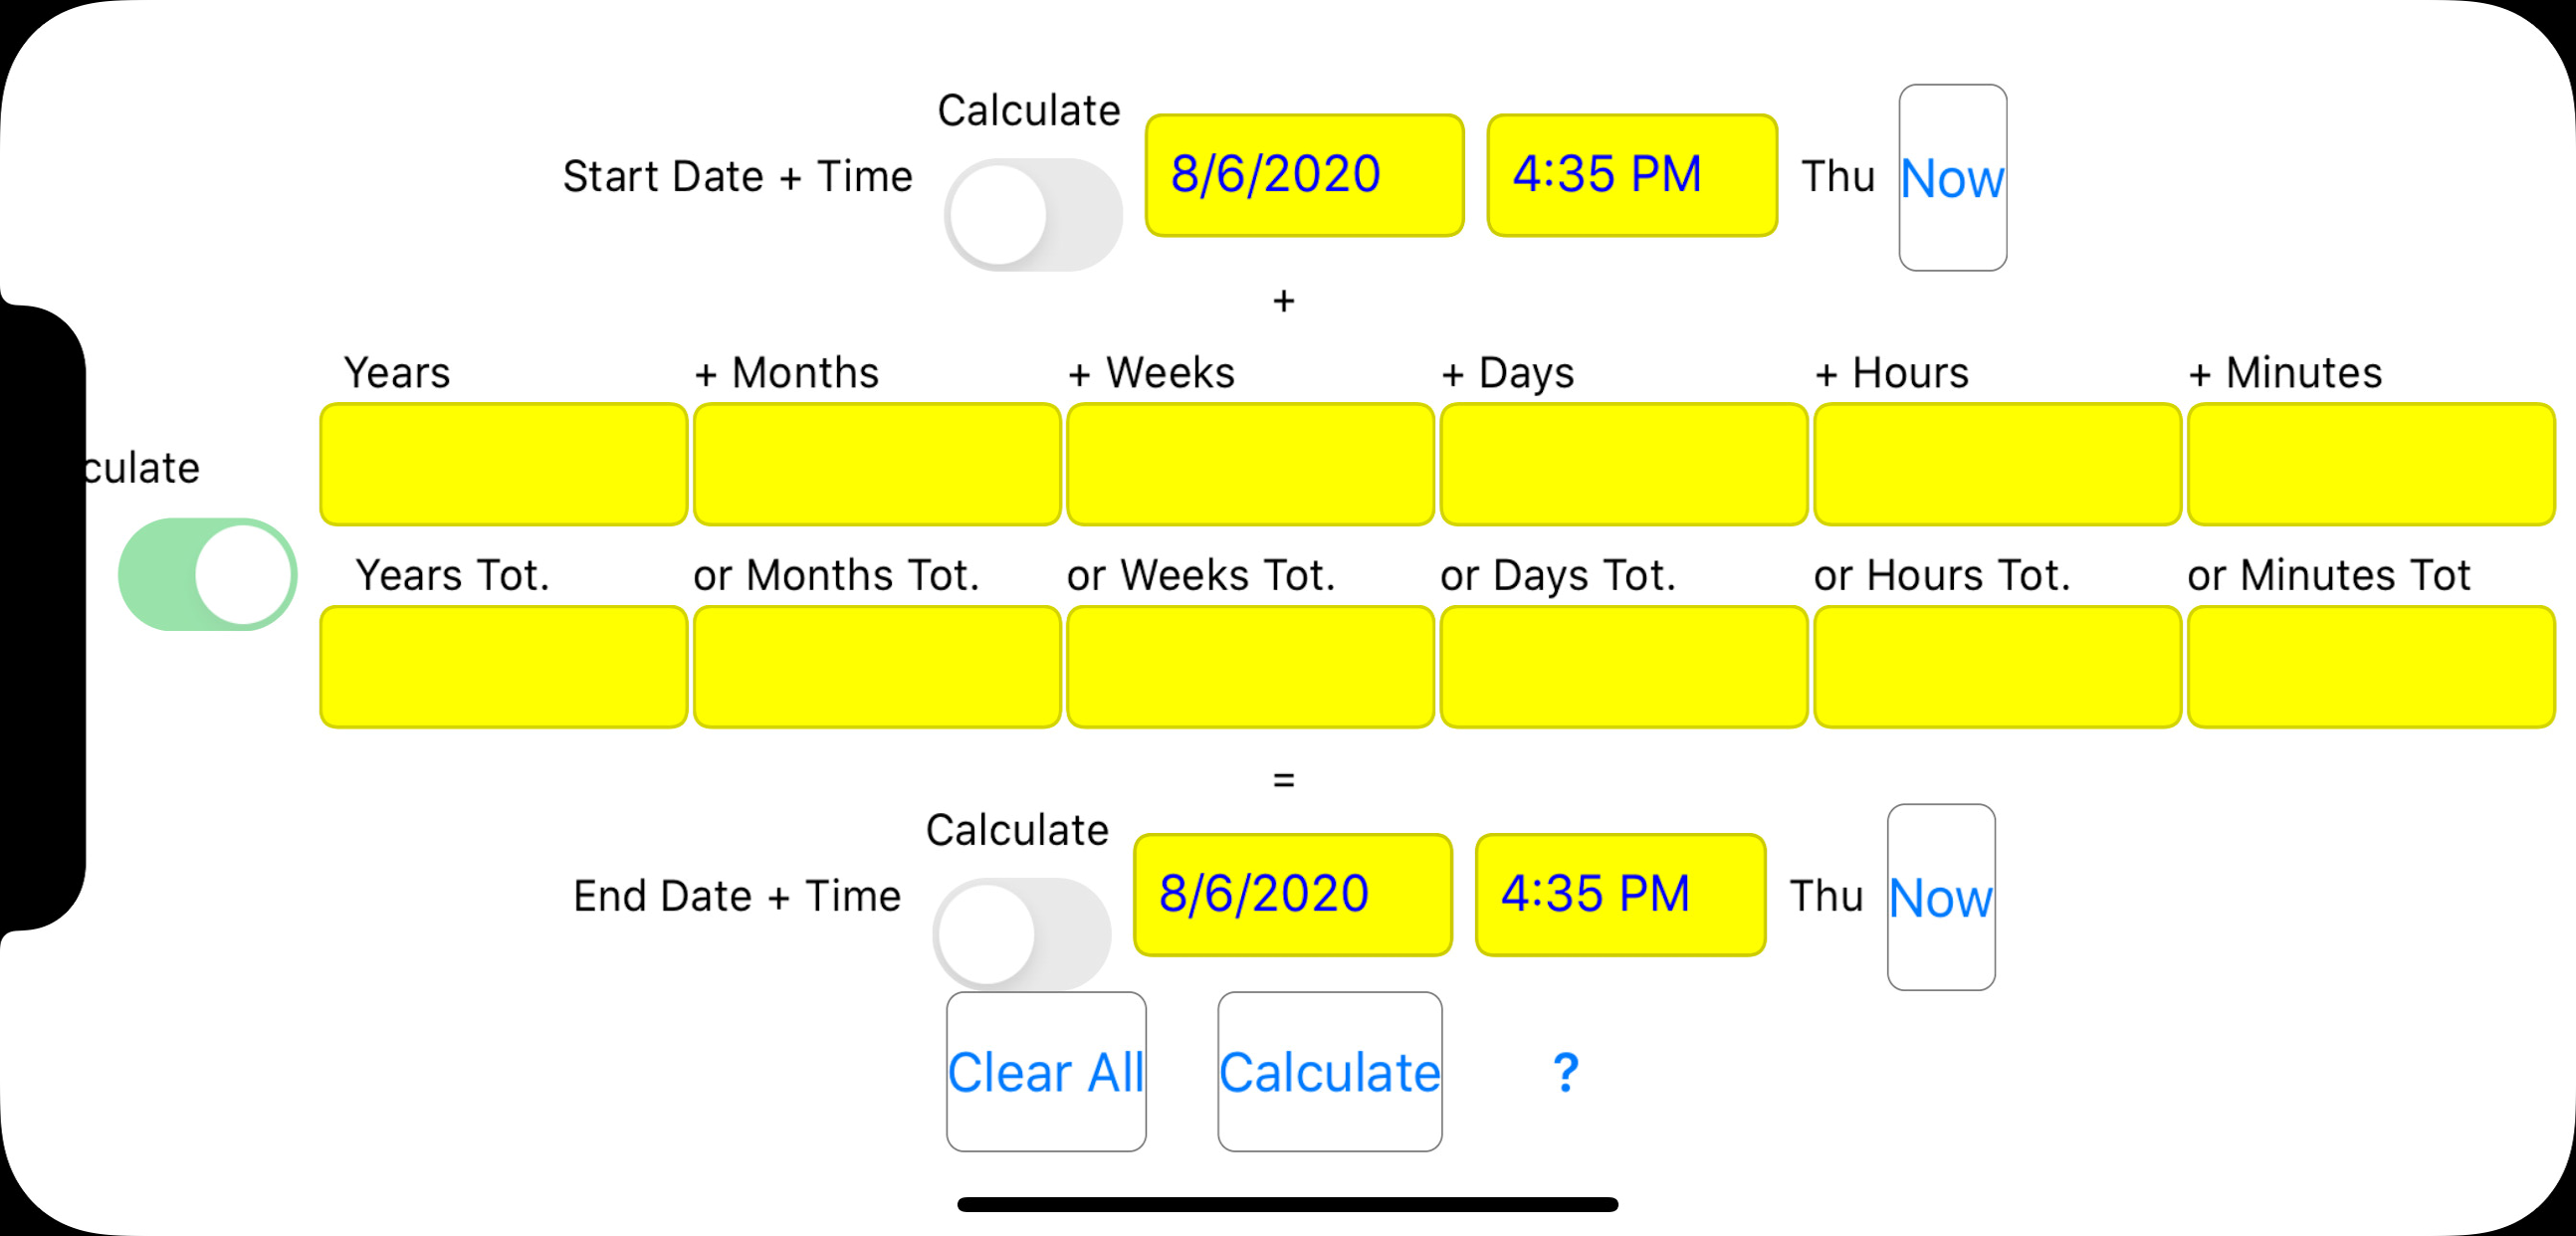 Calculate
Start Date + Time 8/6/2020 4:35 PM Thu Now
+
Years + Months + Weeks + Days + Hours + Minutes
culate
Years Tot. or Months Tot. or Weeks Tot. or Days Tot. or Hours Tot. or Minutes Tot
=
Calculate
End Date + Time 8/6/2020 4:35 PM Thu Now
Clear All Calculate ?